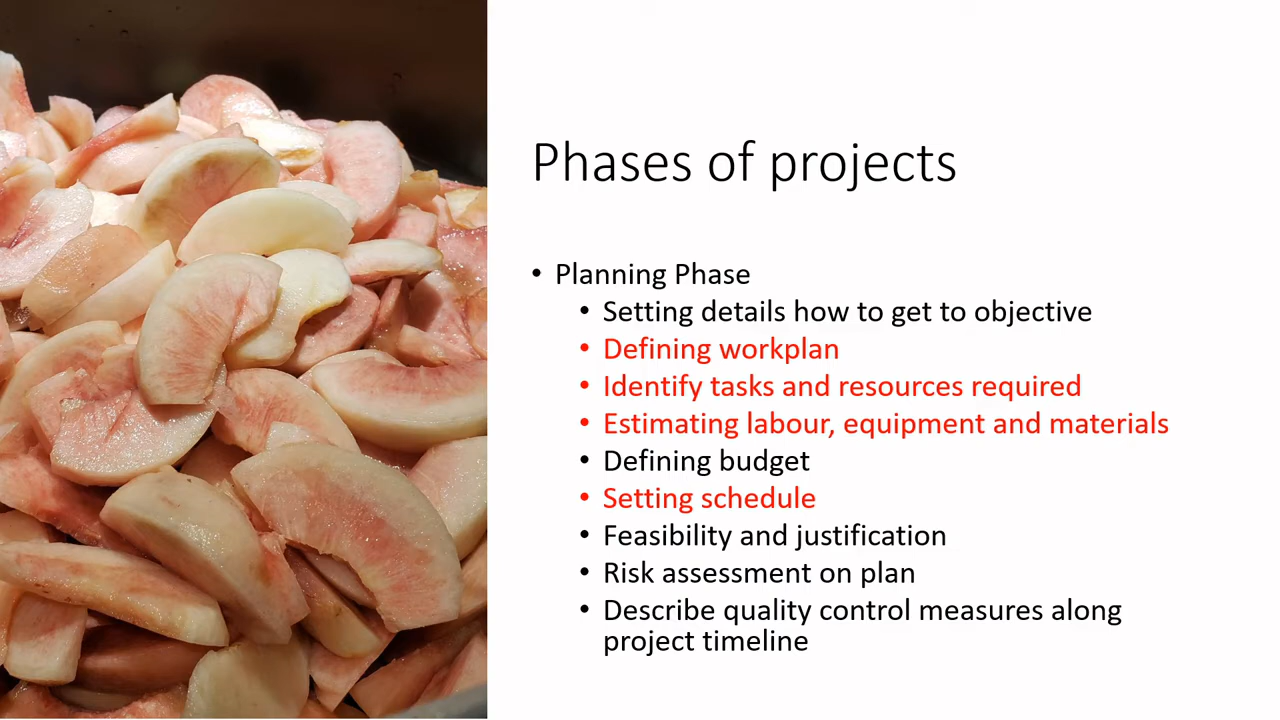 Phases of projects
• Planning Phase
• Setting details how to get to objective
• Defining workplan
• Identify tasks and resources required
• Estimating labour, equipment and materials
• Defining budget
• Setting schedule
• Feasibility and justification
• Risk assessment on plan
• Describe quality control measures along
project timeline